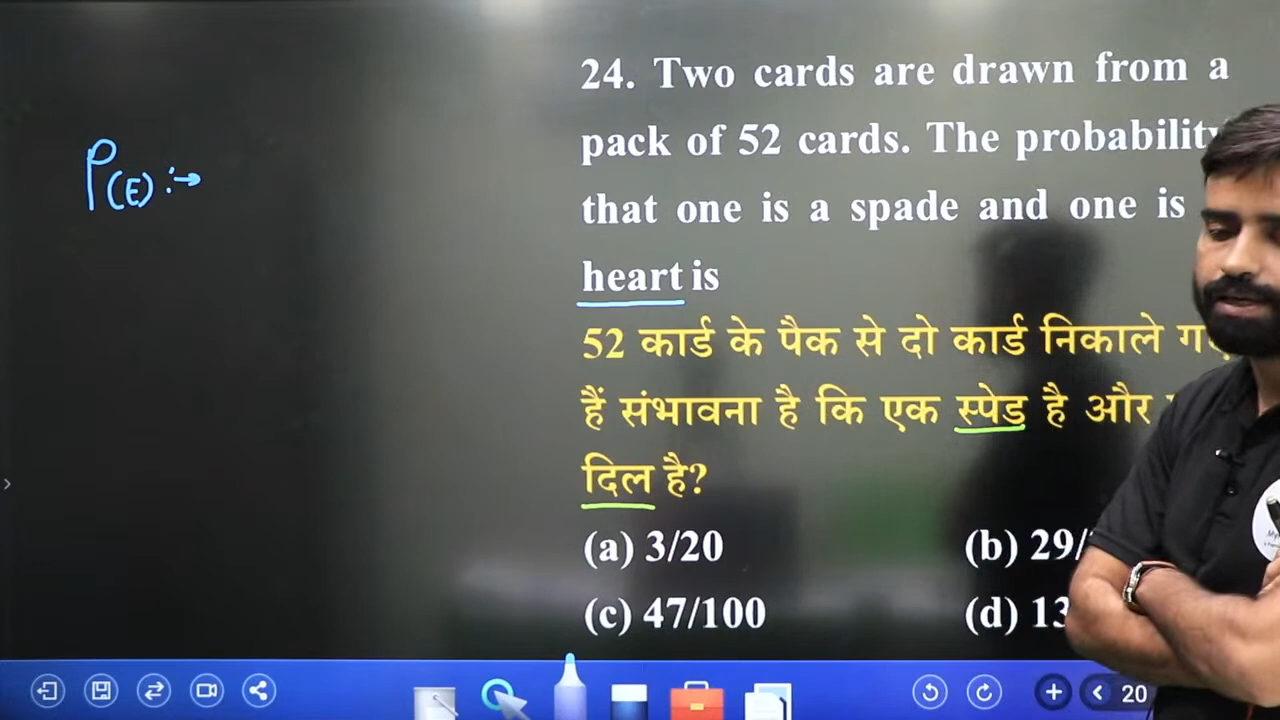 24. Two cards are drawn from a
pack of 52 cards. The probability
that one is a spade and one is
heart is
P(E) :→
52 कार्ड के पैक से दो कार्ड निकाले
हैं संभावना है कि एक स्पेड है और
दिल है?
(a) 3/20 (b) 29/
(c) 47/100 (d) 13
20